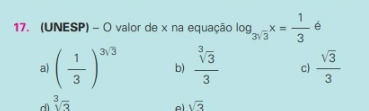 17. (UNESP) – O valor de x na equação log_{3√3} x = 1/3 é
a) (1/3)^{3√3} b) ∛3/3 c) √3/3
d) ∛3 e) √3